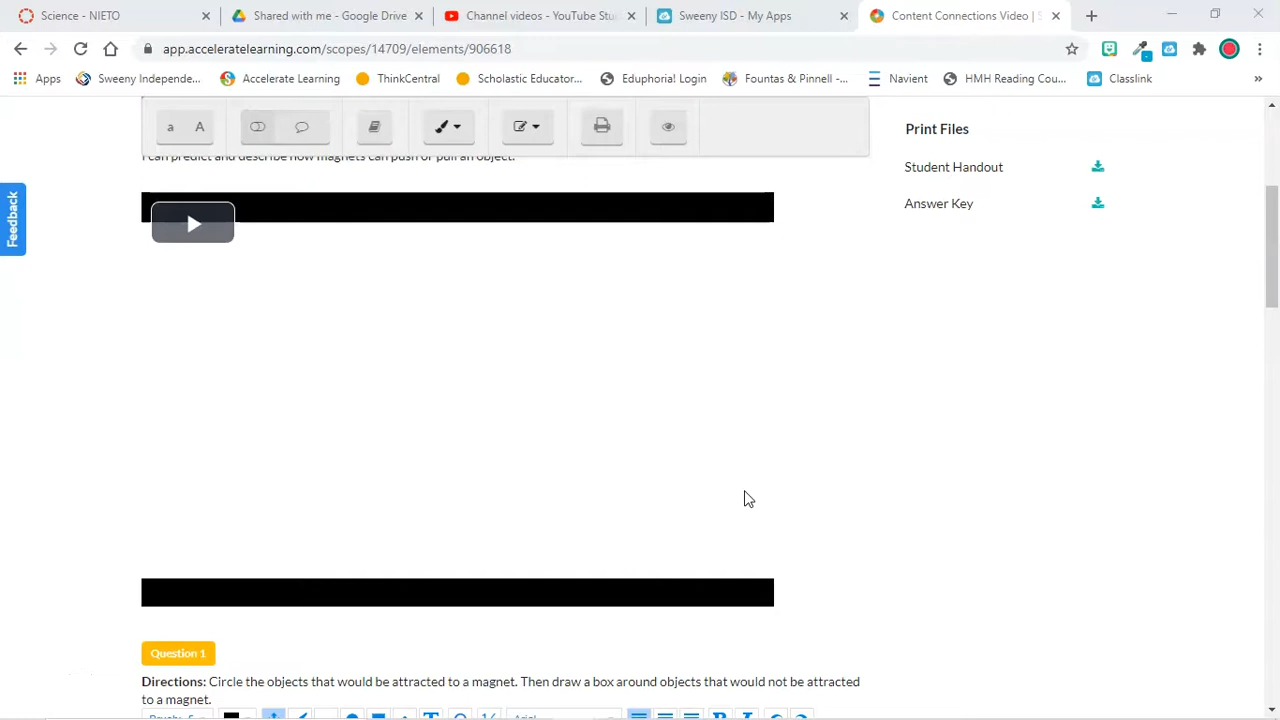 Science - NIETO
Shared with me - Google Drive
Channel videos - YouTube Stu
Sweeny ISD - My Apps
Content Connections Video | S
app.acceleratelearning.com/scopes/14709/elements/906618
Apps
Sweeny Independe...
Accelerate Learning
ThinkCentral
Scholastic Educator...
Eduphoria! Login
Fountas & Pinnell -...
Navient
HMH Reading Cou...
Classlink
»
a A
Print Files
I can predict and describe how magnets can push or pull an object.
Student Handout
Answer Key
Feedback
Question 1
Directions: Circle the objects that would be attracted to a magnet. Then draw a box around objects that would not be attracted
to a magnet.
Arial